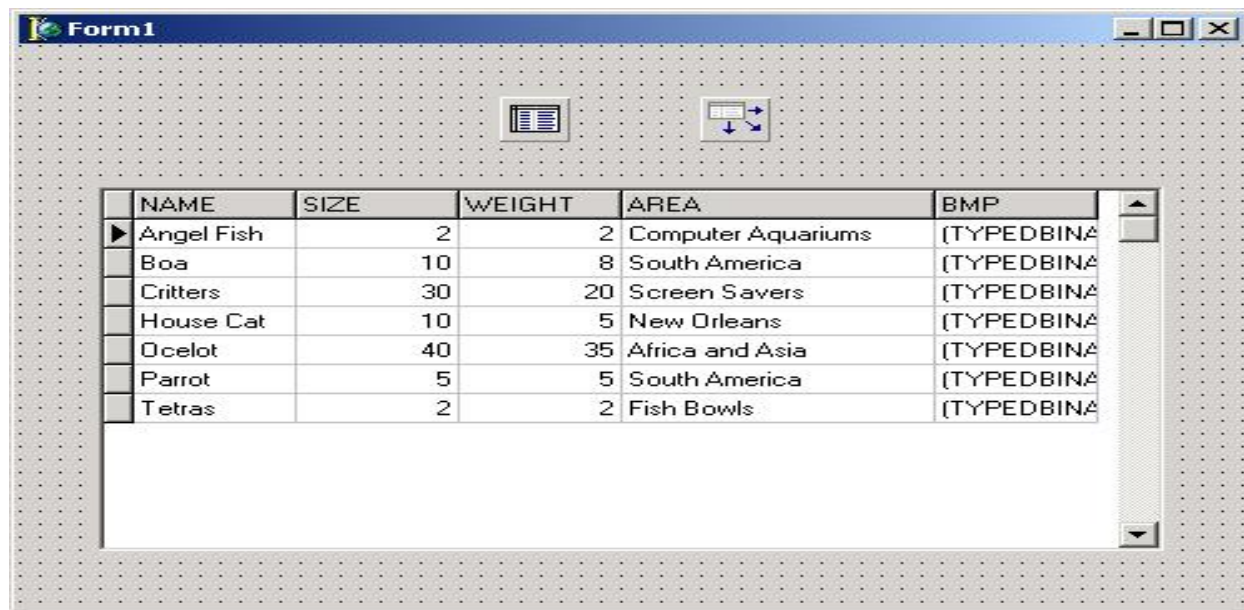 Form1
NAME SIZE WEIGHT AREA BMP
Angel Fish 2 2 Computer Aquariums (TYPEDBINA
Boa 10 8 South America (TYPEDBINA
Critters 30 20 Screen Savers (TYPEDBINA
House Cat 10 5 New Orleans (TYPEDBINA
Ocelot 40 35 Africa and Asia (TYPEDBINA
Parrot 5 5 South America (TYPEDBINA
Tetras 2 2 Fish Bowls (TYPEDBINA